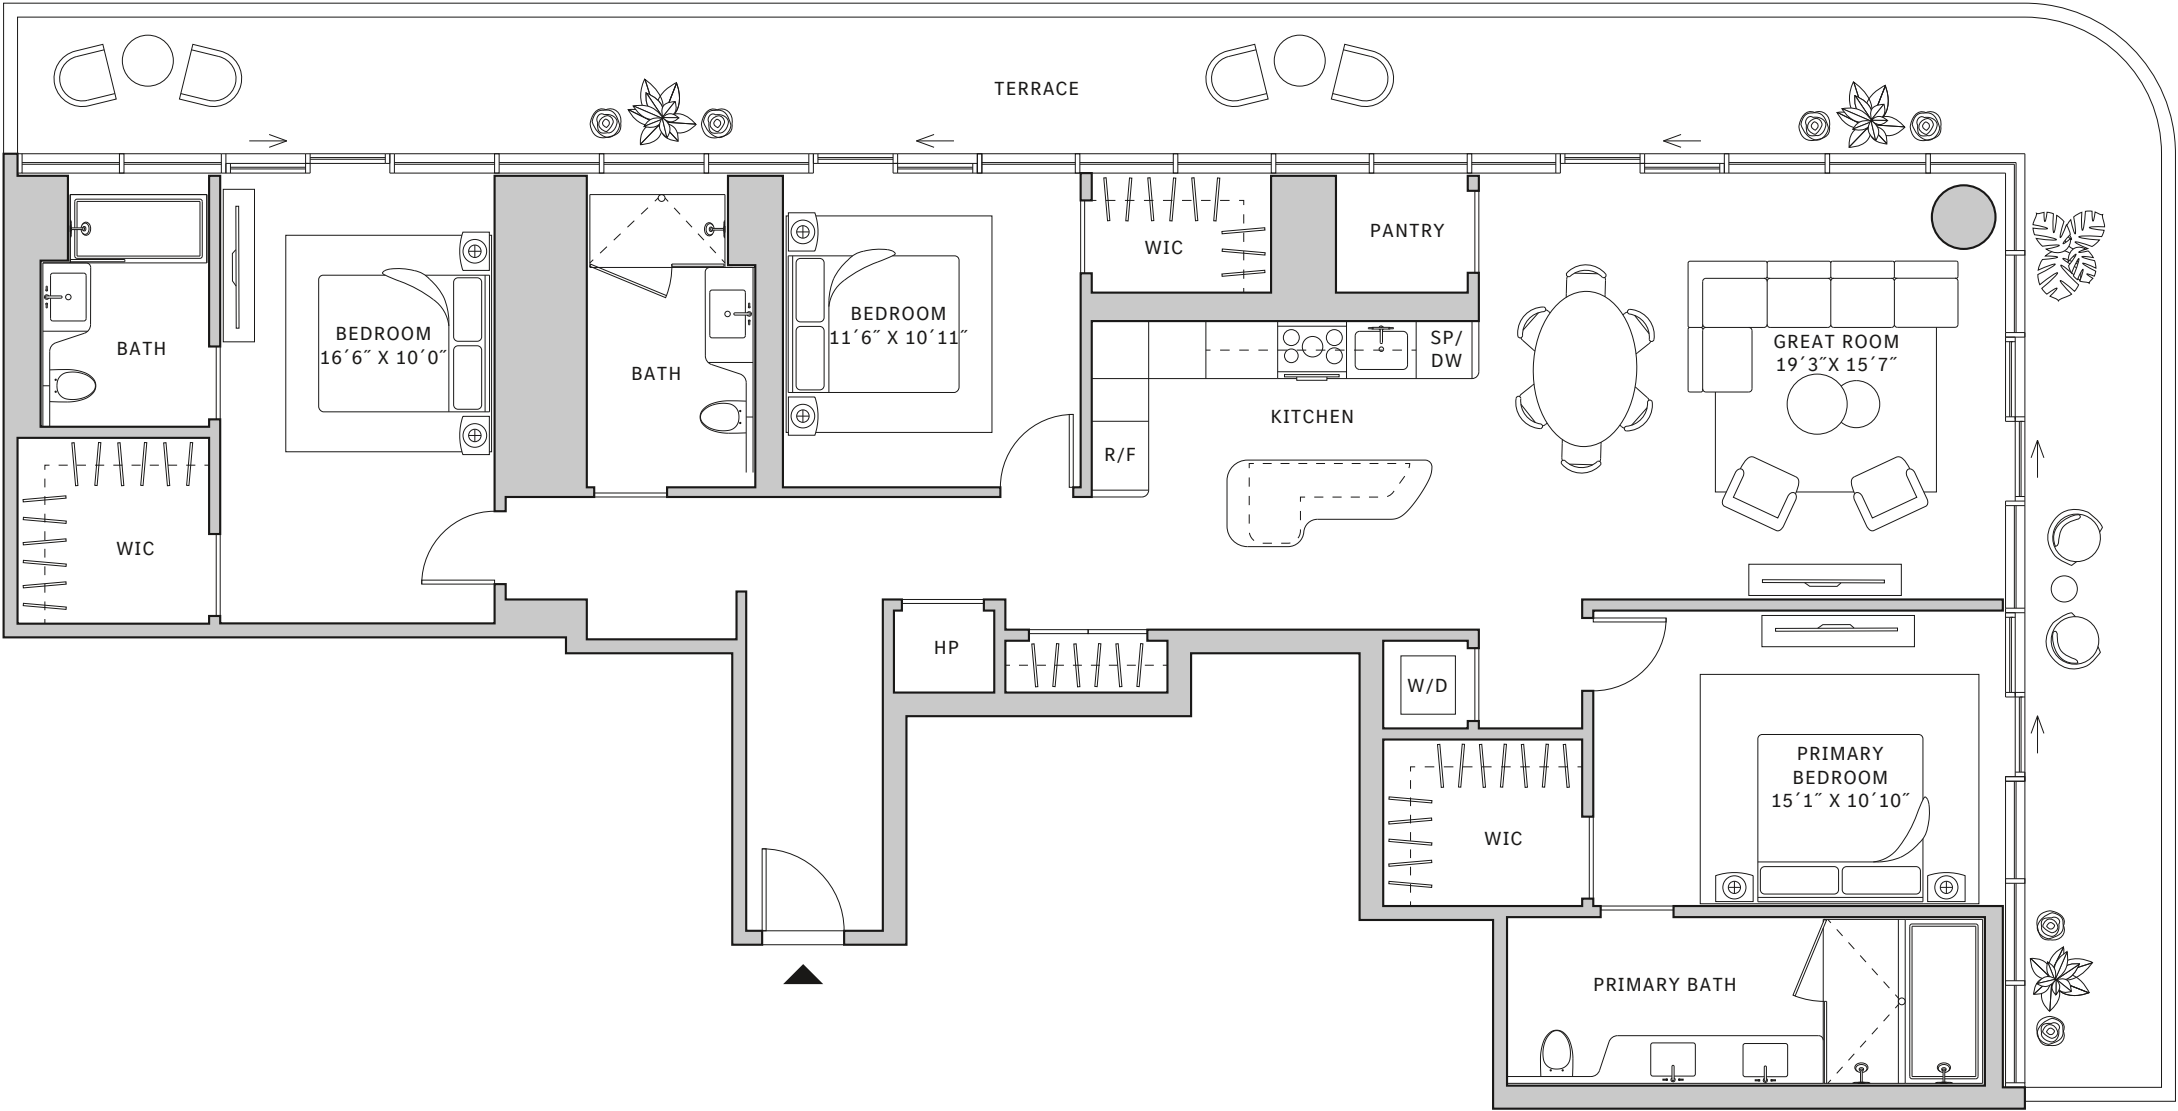 TERRACE
BATH
BEDROOM
16´6˝ X 10´0˝
WIC
BATH
BEDROOM
11´6˝ X 10´11˝
WIC
PANTRY
SP/
DW
KITCHEN
R/F
GREAT ROOM
19´3˝X 15´7˝
HP
W/D
WIC
PRIMARY
BEDROOM
15´1˝ X 10´10˝
PRIMARY BATH